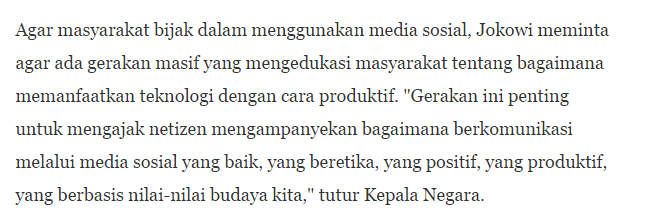 Agar masyarakat bijak dalam menggunakan media sosial, Jokowi meminta
agar ada gerakan masif yang mengedukasi masyarakat tentang bagaimana
memanfaatkan teknologi dengan cara produktif. "Gerakan ini penting
untuk mengajak netizen mengampanyekan bagaimana berkomunikasi
melalui media sosial yang baik, yang beretika, yang positif, yang produktif,
yang berbasis nilai-nilai budaya kita," tutur Kepala Negara.